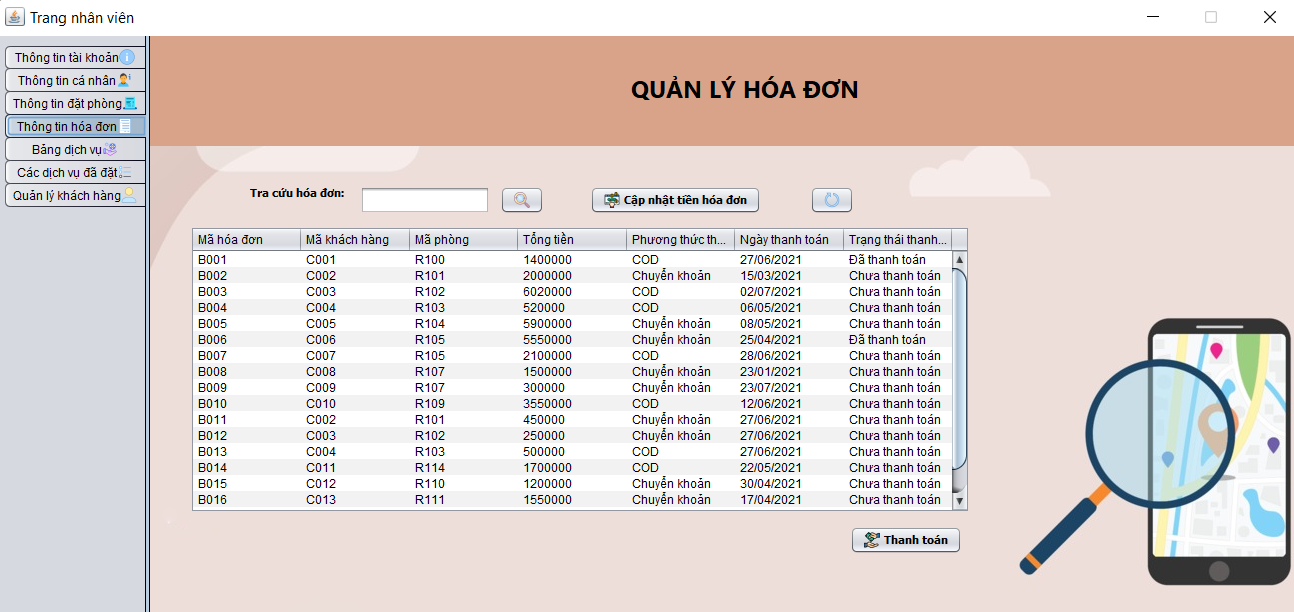 Trang nhân viên
Thông tin tài khoản
Thông tin cá nhân
Thông tin đặt phòng
Thông tin hóa đơn
Bảng dịch vụ
Các dịch vụ đã đặt
Quản lý khách hàng
QUẢN LÝ HÓA ĐƠN
Tra cứu hóa đơn: Cập nhật tiền hóa đơn
Mã hóa đơn Mã khách hàng Mã phòng Tổng tiền Phương thức th... Ngày thanh toán Trạng thái thanh...
B001 C001 R100 1400000 COD 27/06/2021 Đã thanh toán
B002 C002 R101 2000000 Chuyển khoản 15/03/2021 Chưa thanh toán
B003 C003 R102 6020000 COD 02/07/2021 Chưa thanh toán
B004 C004 R103 520000 COD 06/05/2021 Chưa thanh toán
B005 C005 R104 5900000 Chuyển khoản 08/05/2021 Chưa thanh toán
B006 C006 R105 5550000 Chuyển khoản 25/04/2021 Đã thanh toán
B007 C007 R105 2100000 COD 28/06/2021 Chưa thanh toán
B008 C008 R107 1500000 Chuyển khoản 23/01/2021 Chưa thanh toán
B009 C009 R107 300000 Chuyển khoản 23/07/2021 Chưa thanh toán
B010 C010 R109 3550000 COD 12/06/2021 Chưa thanh toán
B011 C002 R101 450000 Chuyển khoản 27/06/2021 Chưa thanh toán
B012 C003 R102 250000 Chuyển khoản 27/06/2021 Chưa thanh toán
B013 C004 R103 500000 COD 27/06/2021 Chưa thanh toán
B014 C011 R114 1700000 COD 22/05/2021 Chưa thanh toán
B015 C012 R110 1200000 Chuyển khoản 30/04/2021 Chưa thanh toán
B016 C013 R111 1550000 Chuyển khoản 17/04/2021 Chưa thanh toán
Thanh toán